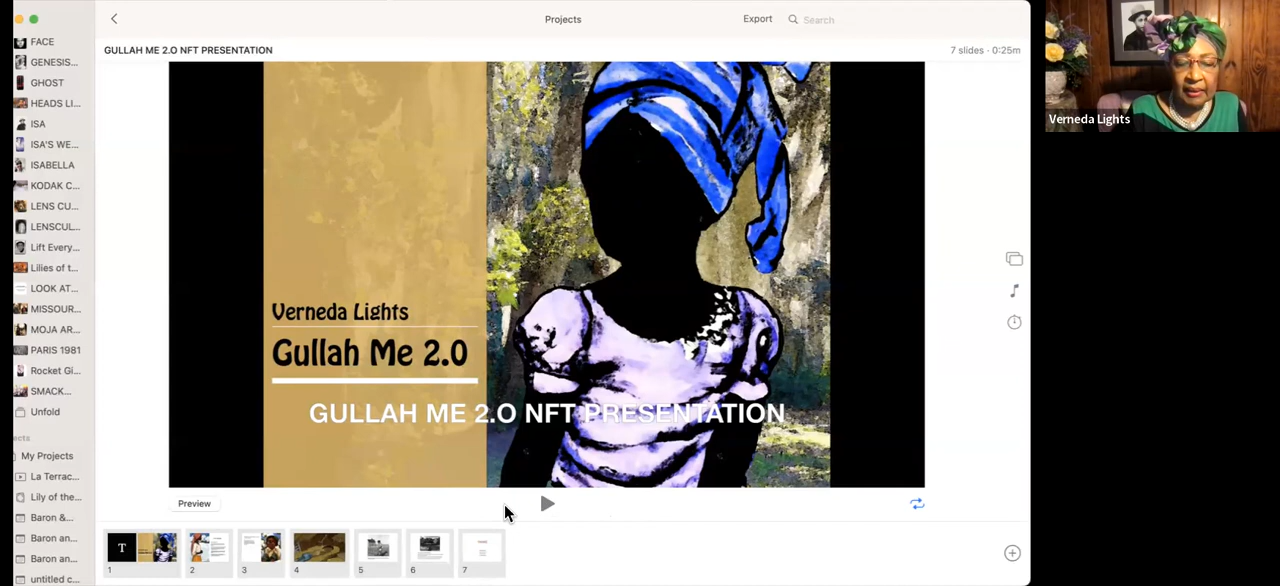 Projects
Export
Search
GULLAH ME 2.O NFT PRESENTATION
7 slides · 0:25m
FACE
GENESIS...
GHOST
HEADS LI...
ISA
ISA'S WE...
ISABELLA
KODAK C...
LENS CU...
LENSCUL...
Lift Every...
Lilies of t...
LOOK AT...
MISSOUR...
MOJA AR...
PARIS 1981
Rocket Gi...
SMACK...
Unfold
ects
My Projects
La Terrac...
Lily of the...
Baron &...
Baron an...
Baron an...
untitled c...
Verneda Lights
Gullah Me 2.0
GULLAH ME 2.O NFT PRESENTATION
Preview
T
1
2
3
4
5
6
7
Verneda Lights